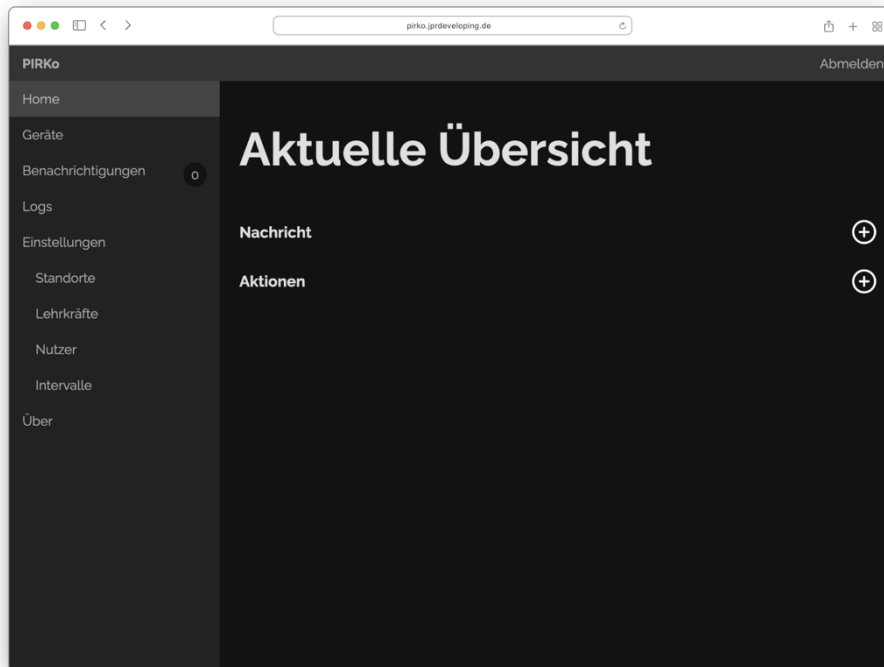 pirko.jprdeveloping.de
PIRKo
Abmelden
Home
Geräte
Benachrichtigungen
0
Logs
Einstellungen
Standorte
Lehrkräfte
Nutzer
Intervalle
Über
Aktuelle Übersicht
Nachricht
Aktionen